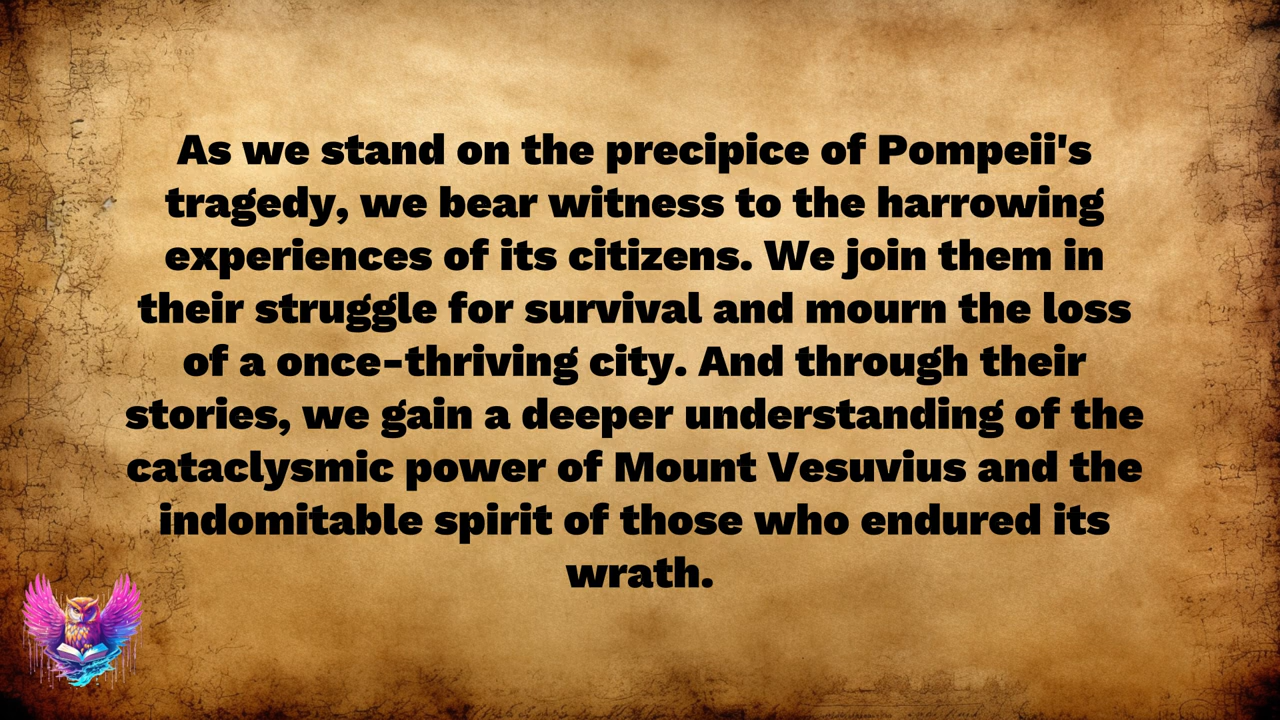 As we stand on the precipice of Pompeii's
tragedy, we bear witness to the harrowing
experiences of its citizens. We join them in
their struggle for survival and mourn the loss
of a once-thriving city. And through their
stories, we gain a deeper understanding of the
cataclysmic power of Mount Vesuvius and the
indomitable spirit of those who endured its
wrath.